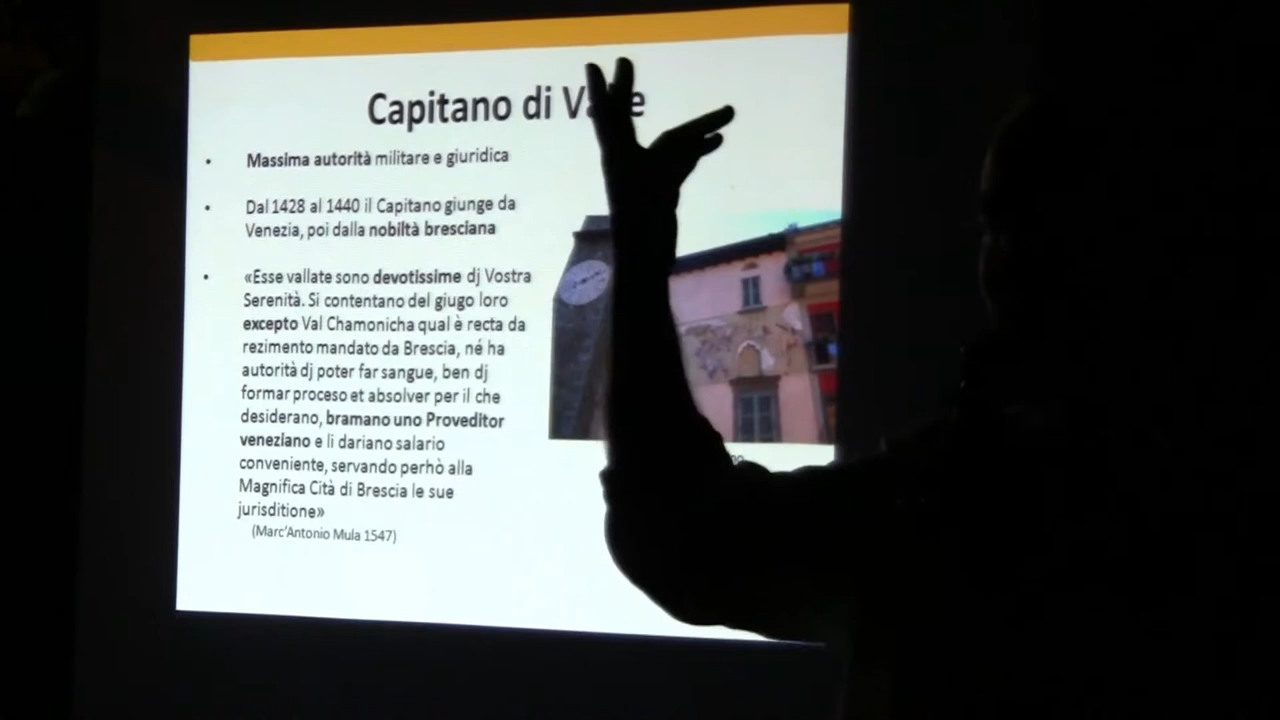 Capitano di
• Massima autorità militare e giuridica
• Dal 1428 al 1440 il Capitano giunge da
Venezia, poi dalla nobiltà bresciana
• «Esse vallate sono devotissime dj Vostra
Serenità. Si contentano del giugo loro
excepto Val Chamonicha qual è recta da
rezimento mandato da Brescia, né ha
autorità dj poter far sangue, ben dj
formar proceso et absolver per il che
desiderano, bramano uno Proveditor
veneziano e li dariano salario
conveniente, servando perhò alla
Magnifica Cità di Brescia le sue
jurisditione»
(Marc'Antonio Mula 1547)